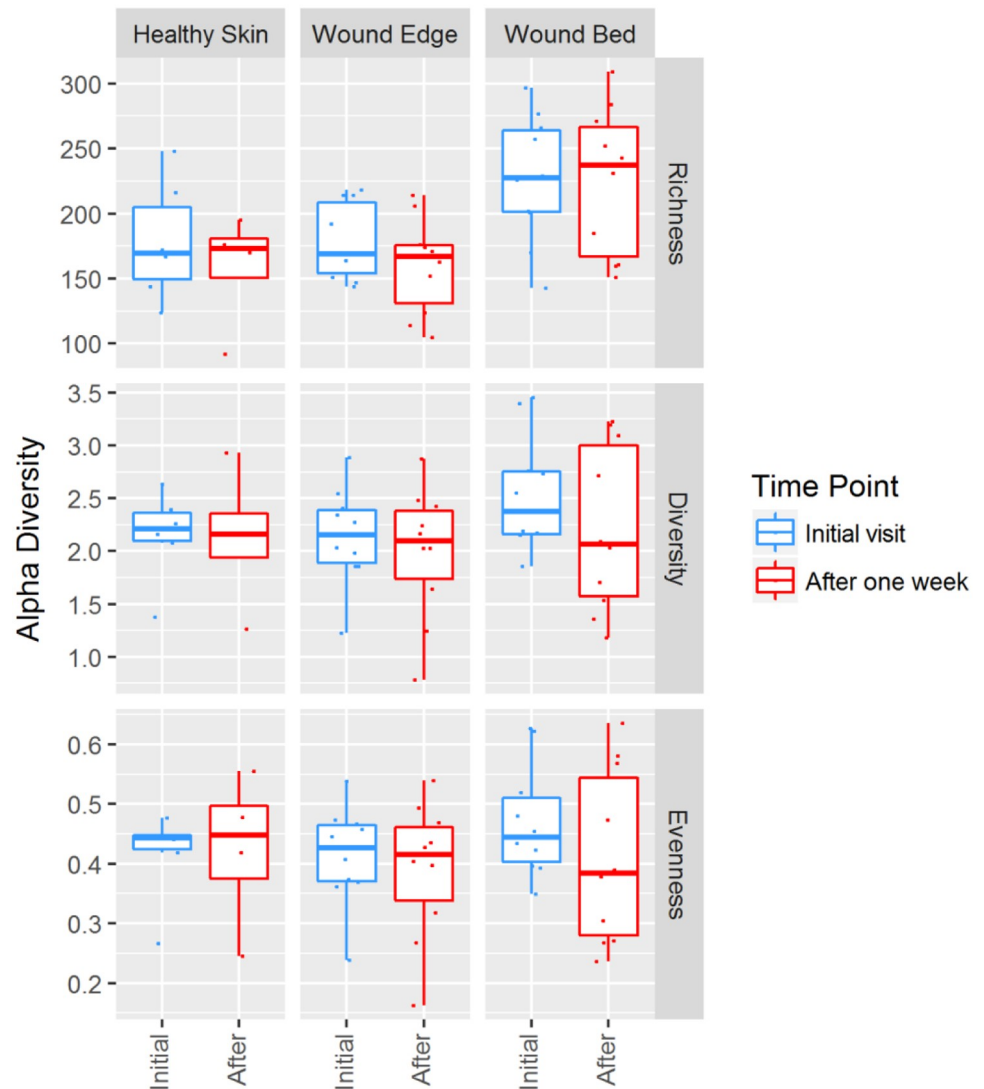 Healthy Skin Wound Edge Wound Bed
Alpha Diversity
300
250
200
150
100
Richness
3.5
3.0
2.5
2.0
1.5
1.0
Diversity
0.6
0.5
0.4
0.3
0.2
Evenness
Initial After Initial After Initial After
Time Point
Initial visit
After one week